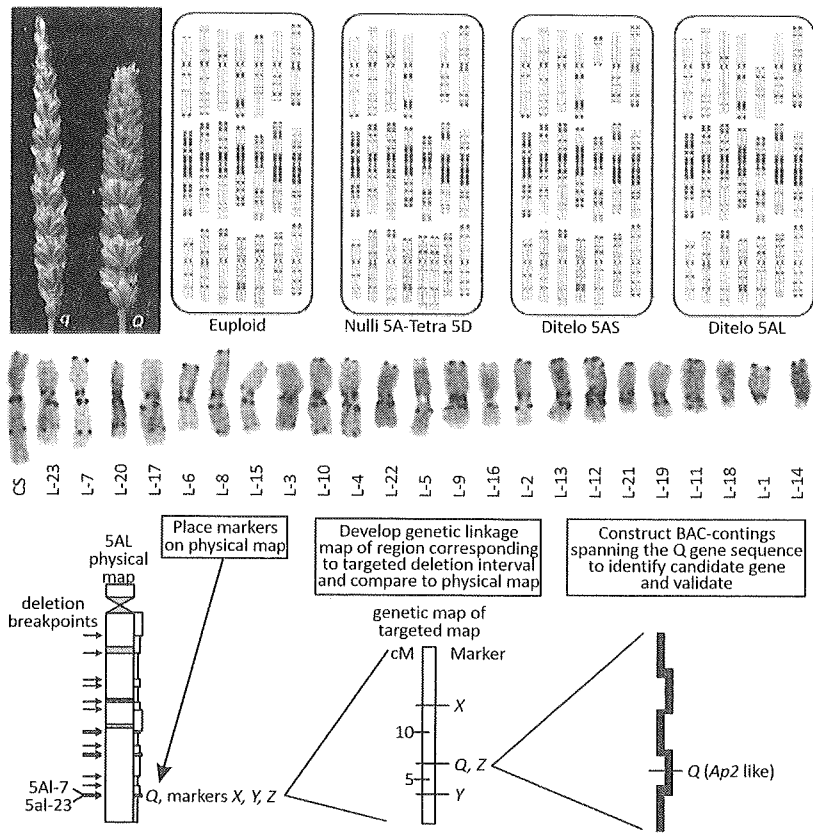 q
Q
Euploid
Nulli 5A-Tetra 5D
Ditelo 5AS
Ditelo 5AL
CS
L-23
L-7
L-20
L-17
L-6
L-8
L-15
L-3
L-10
L-4
L-22
L-5
L-9
L-16
L-2
L-13
L-12
L-21
L-19
L-11
L-18
L-1
L-14
5AL
physical
map
Place markers
on physical map
Develop genetic linkage
map of region corresponding
to targeted deletion interval
and compare to physical map
Construct BAC-contings
spanning the Q gene sequence
to identify candidate gene
and validate
deletion
breakpoints
genetic map of
targeted map
cM Marker
X
10
Q, Z
5
Y
5Al-7
5al-23
Q, markers X, Y, Z
Q (Ap2 like)